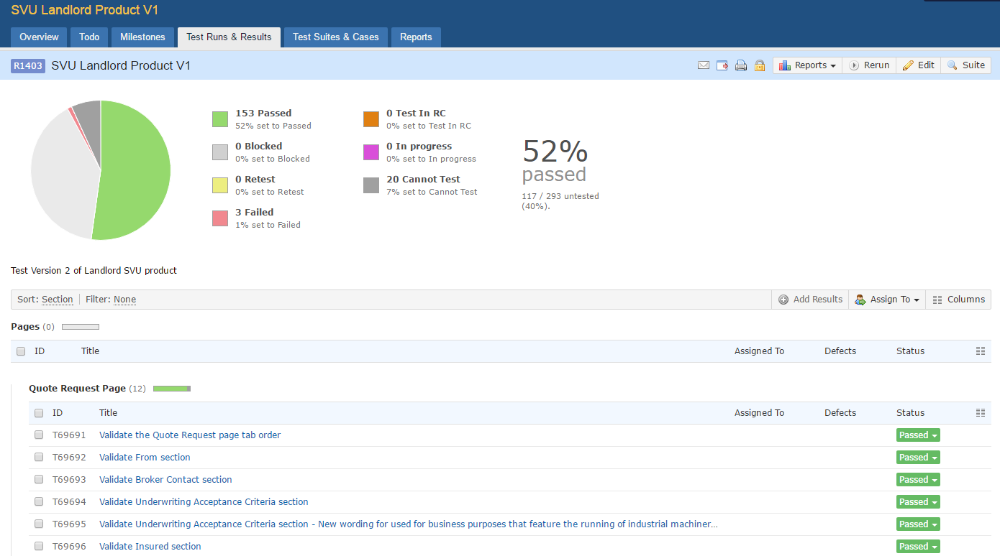 SVU Landlord Product V1
Overview Todo Milestones Test Runs & Results Test Suites & Cases Reports
R1403 SVU Landlord Product V1 Reports Rerun Edit Suite
153 Passed
52% set to Passed
0 Blocked
0% set to Blocked
0 Retest
0% set to Retest
3 Failed
1% set to Failed
0 Test In RC
0% set to Test In RC
0 In progress
0% set to In progress
20 Cannot Test
7% set to Cannot Test
52%
passed
117 / 293 untested
(40%).
Test Version 2 of Landlord SVU product
Sort: Section Filter: None Add Results Assign To Columns
Pages (0)
ID Title Assigned To Defects Status
Quote Request Page (12)
ID Title Assigned To Defects Status
T69691 Validate the Quote Request page tab order Passed
T69692 Validate From section Passed
T69693 Validate Broker Contact section Passed
T69694 Validate Underwriting Acceptance Criteria section Passed
T69695 Validate Underwriting Acceptance Criteria section - New wording for used for business purposes that feature the running of industrial machiner... Passed
T69696 Validate Insured section Passed